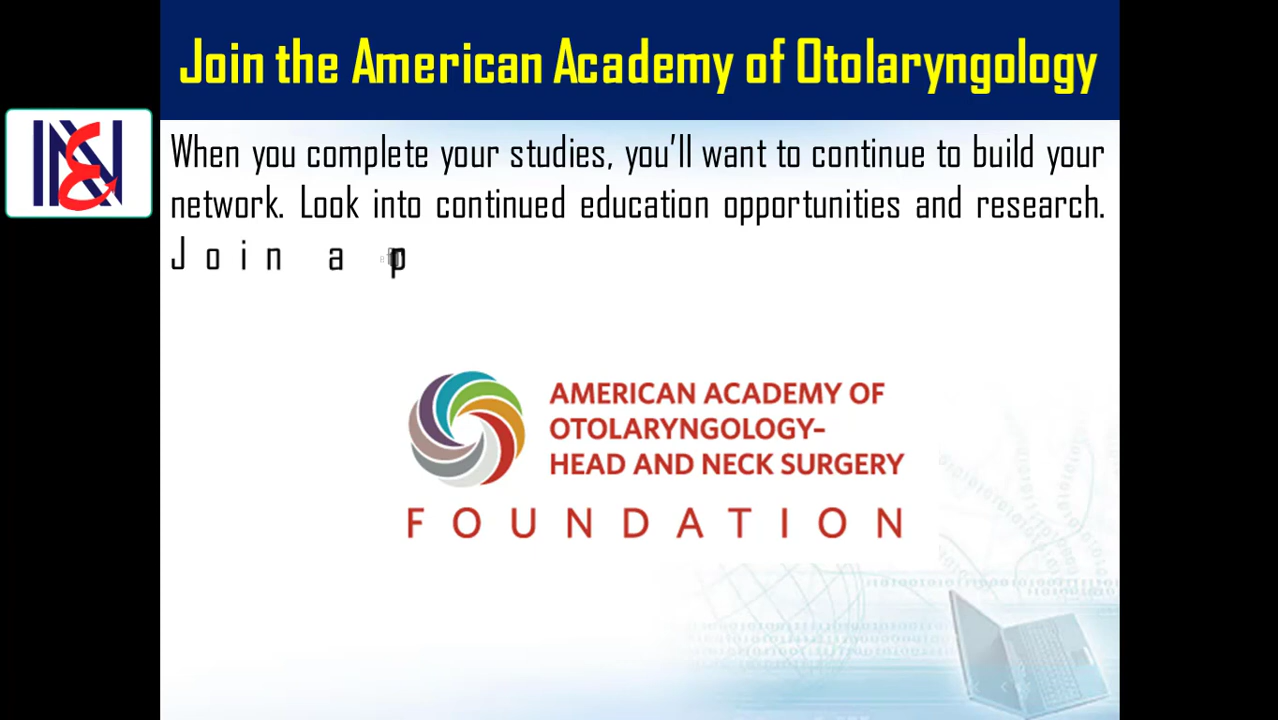 Join the American Academy of Otolaryngology
When you complete your studies, you'll want to continue to build your
network. Look into continued education opportunities and research.
Join a p
AMERICAN ACADEMY OF
OTOLARYNGOLOGY–
HEAD AND NECK SURGERY
FOUNDATION